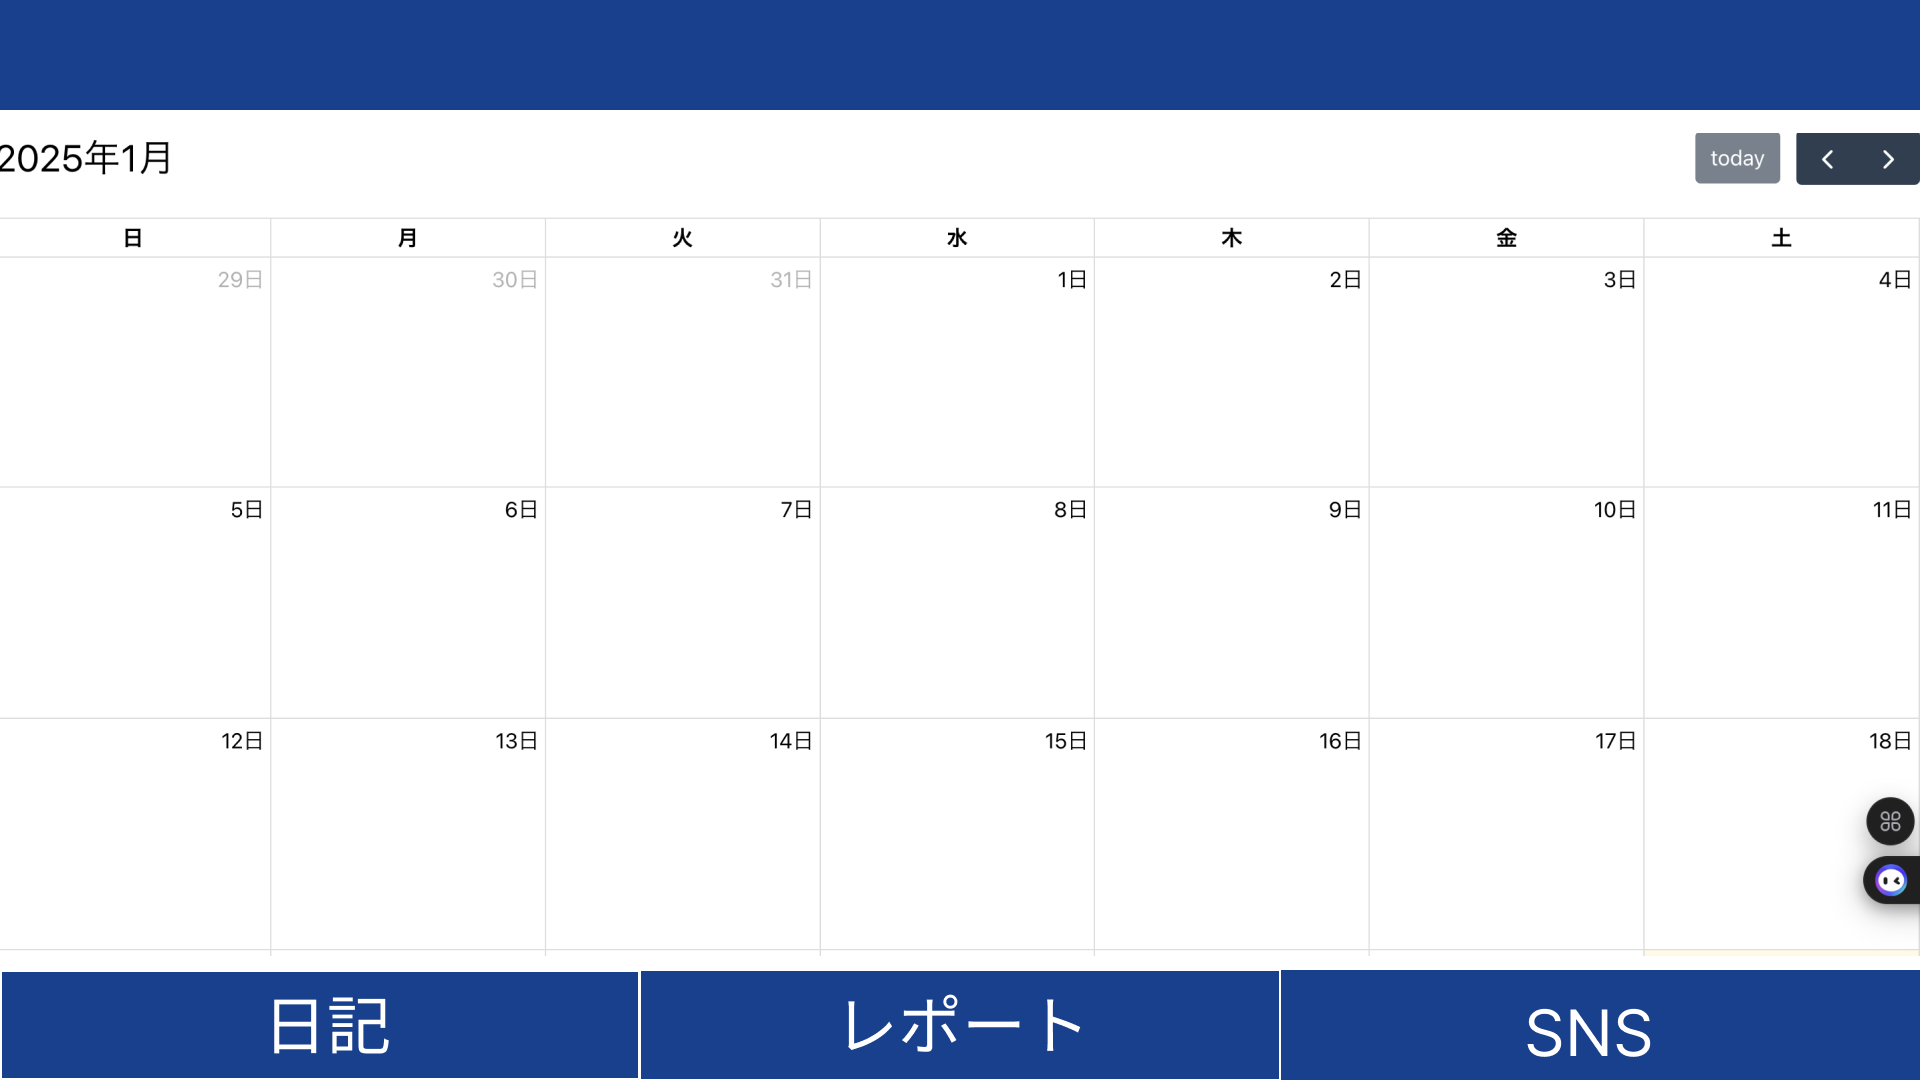 2025年1月
today
日 月 火 水 木 金 土
29日 30日 31日 1日 2日 3日 4日
5日 6日 7日 8日 9日 10日 11日
12日 13日 14日 15日 16日 17日 18日
日記 レポート SNS